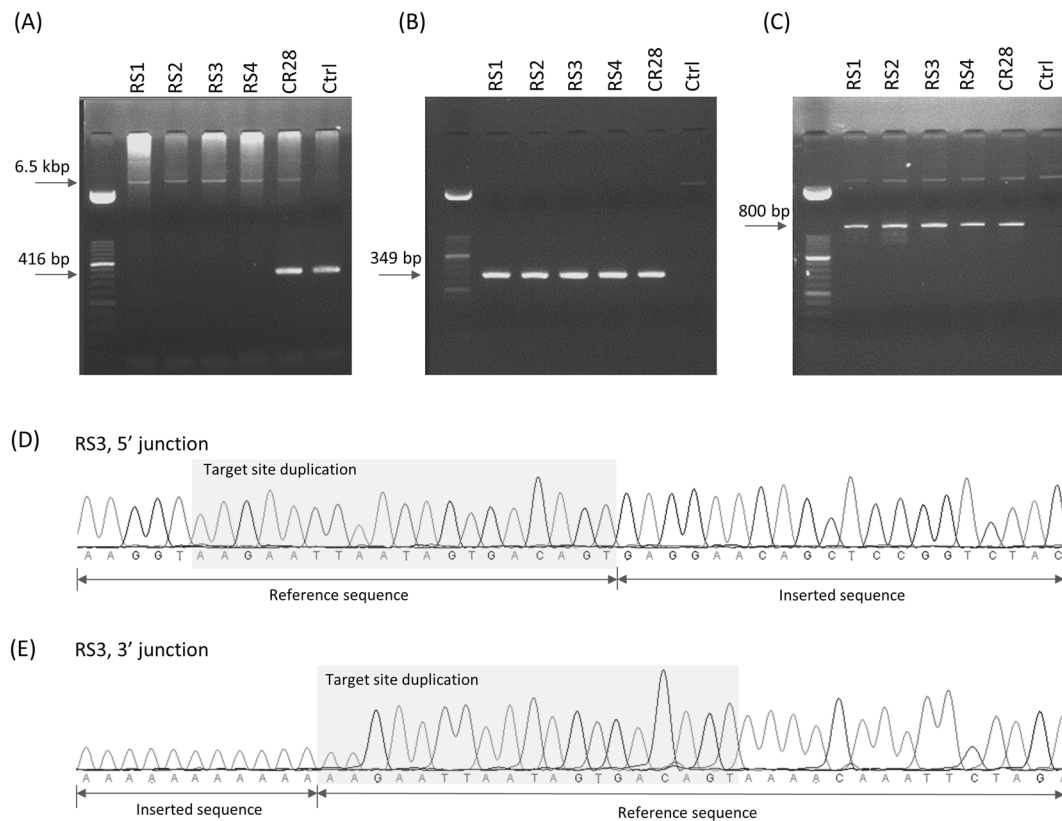 (A)
(B)
(C)
RS1 RS2 RS3 RS4 CR28 Ctrl
RS1 RS2 RS3 RS4 CR28 Ctrl
RS1 RS2 RS3 RS4 CR28 Ctrl
6.5 kbp
416 bp
349 bp
800 bp
(D) RS3, 5’ junction
Target site duplication
A A G G T A A G A A T T A A T A G T G A C A G T G A G G A A C A G C T C C G G T C T A C
Reference sequence Inserted sequence
(E) RS3, 3’ junction
Target site duplication
A A A A A A A A A A A A A G A A T T A A T A G T G A C A G T A A A A C A A A T T C T A G A
Inserted sequence Reference sequence